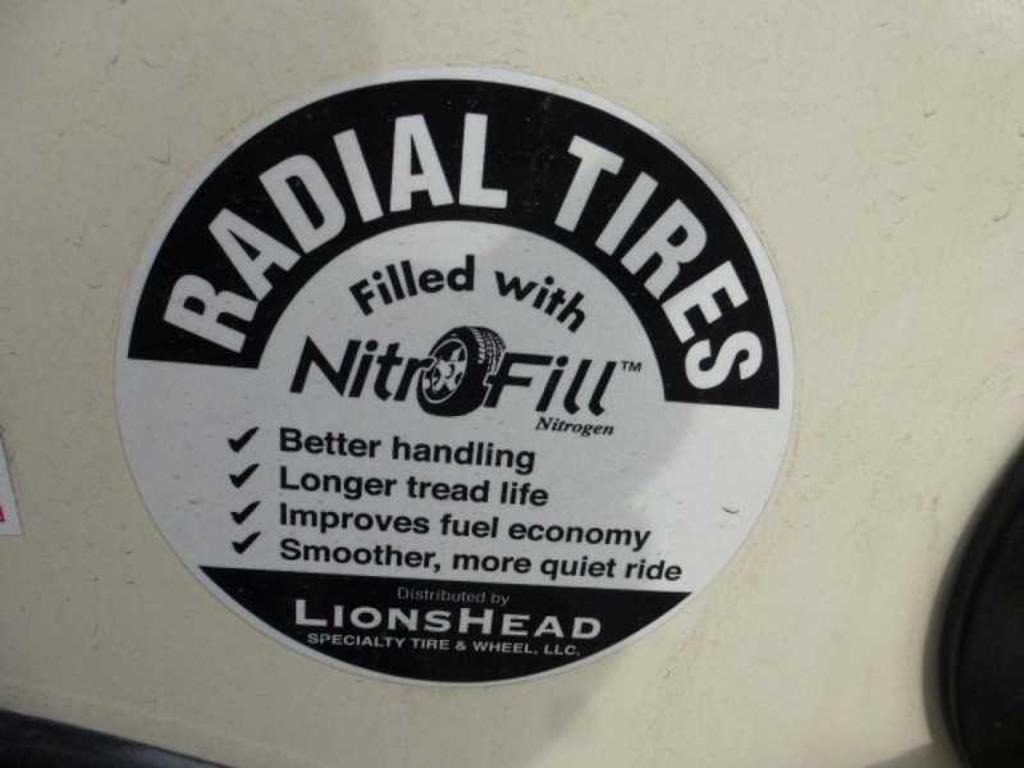 RADIAL TIRES
Filled with
NitroFill™
Nitrogen
✔ Better handling
✔ Longer tread life
✔ Improves fuel economy
✔ Smoother, more quiet ride
Distributed by
LIONSHEAD
SPECIALTY TIRE & WHEEL, LLC.